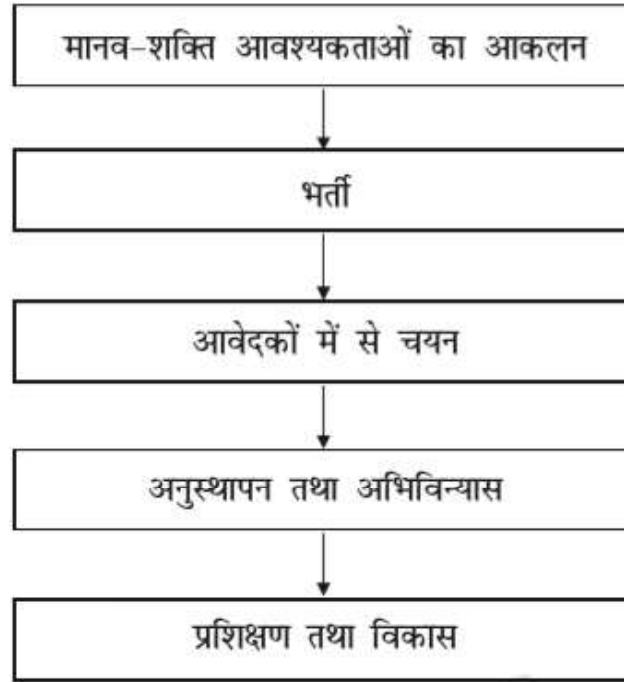 मानव-शक्ति आवश्यकताओं का आकलन
भर्ती
आवेदकों में से चयन
अनुस्थापन तथा अभिविन्यास
प्रशिक्षण तथा विकास